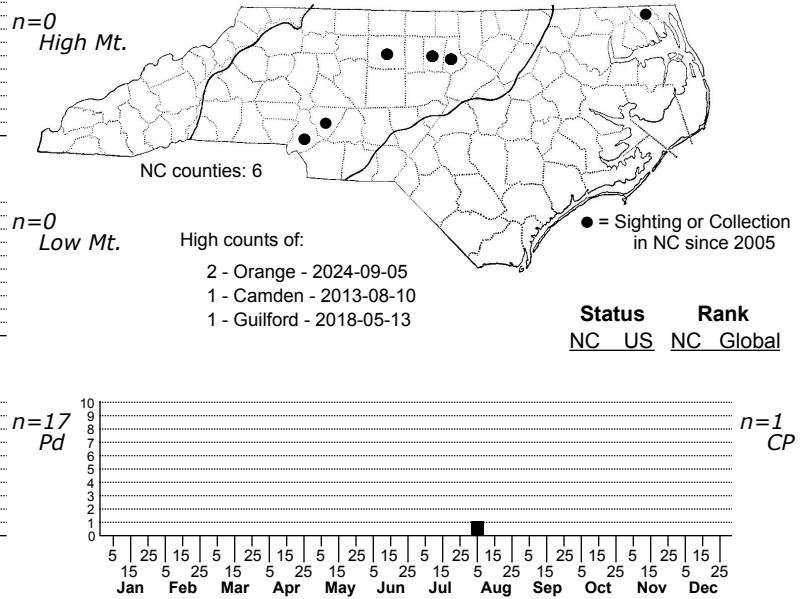 n=0
High Mt.
NC counties: 6
n=0
Low Mt.
High counts of:
2 - Orange - 2024-09-05
1 - Camden - 2013-08-10
1 - Guilford - 2018-05-13
● = Sighting or Collection
in NC since 2005
Status Rank
NC US NC Global
n=17
Pd
10
9
8
7
6
5
4
3
2
1
0
n=1
CP
5 25 15 5 25 15 5 25 15 5 25 15 5 25 15 5 25 15
15 5 25 15 5 25 15 5 25 15 5 25 15 5 25 15 5 25
Jan Feb Mar Apr May Jun Jul Aug Sep Oct Nov Dec